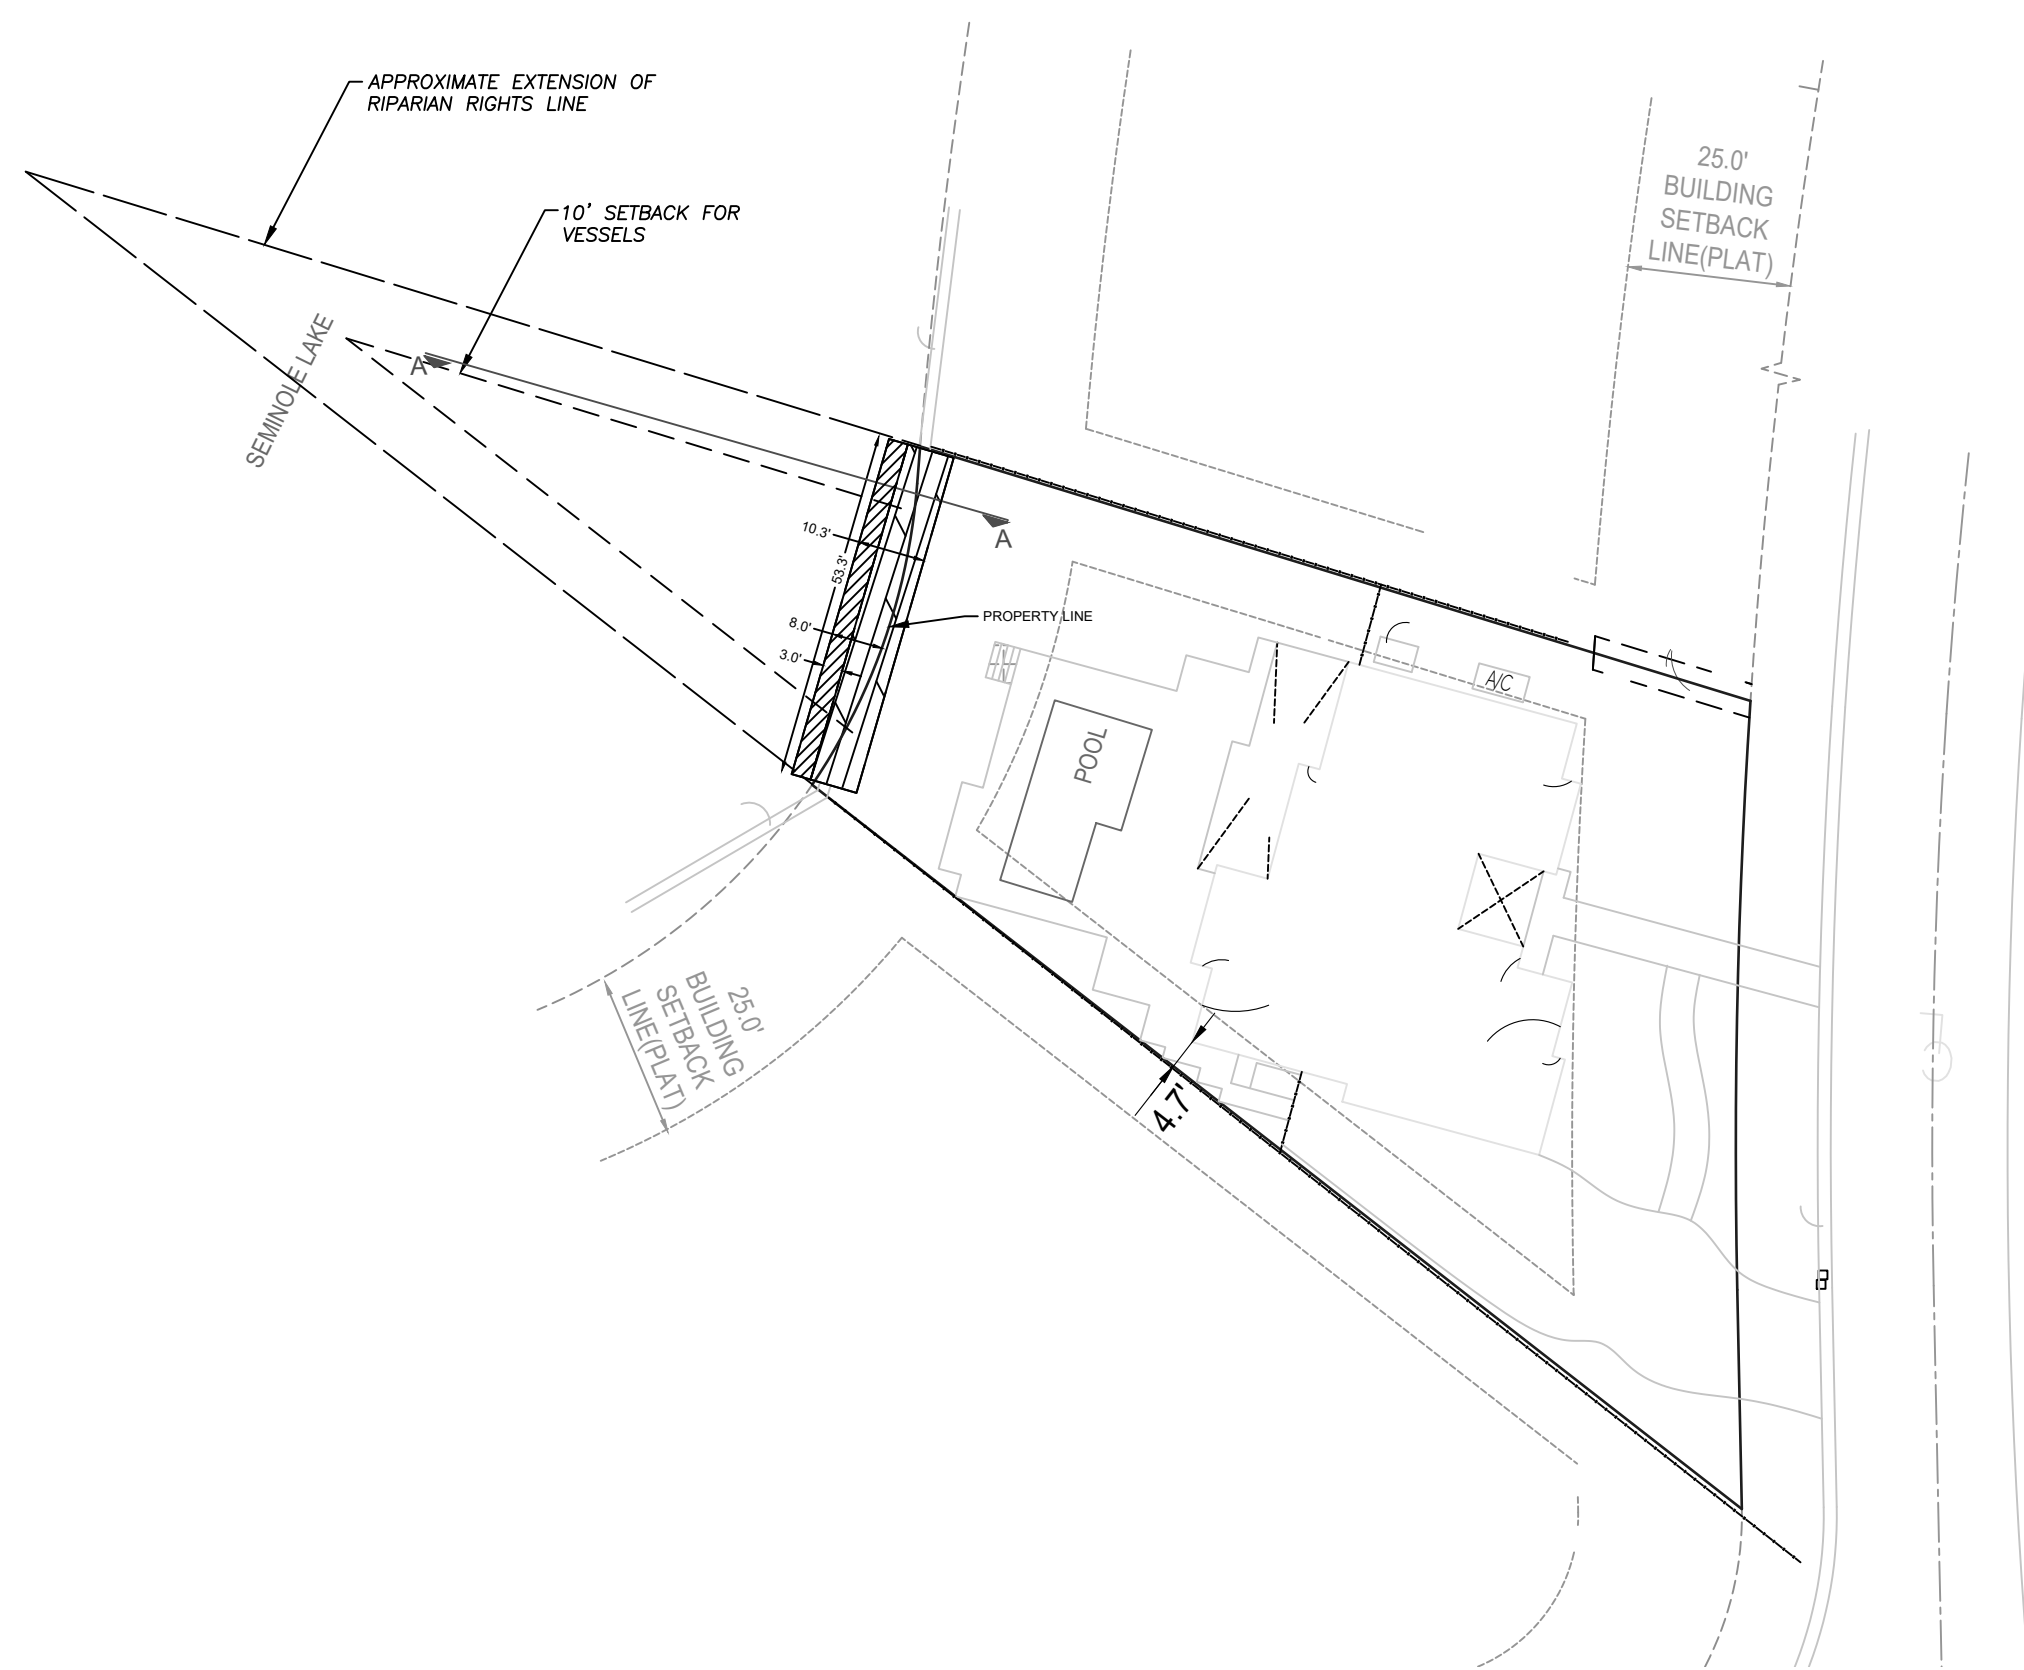 APPROXIMATE EXTENSION OF
RIPARIAN RIGHTS LINE
25.0'
BUILDING
SETBACK
LINE(PLAT)
10' SETBACK FOR
VESSELS
SEMINOLE LAKE
A
A
10.3'
53.3'
8.0'
3.0'
PROPERTY LINE
A/C
POOL
25.0'
BUILDING
SETBACK
LINE(PLAT)
4.7'